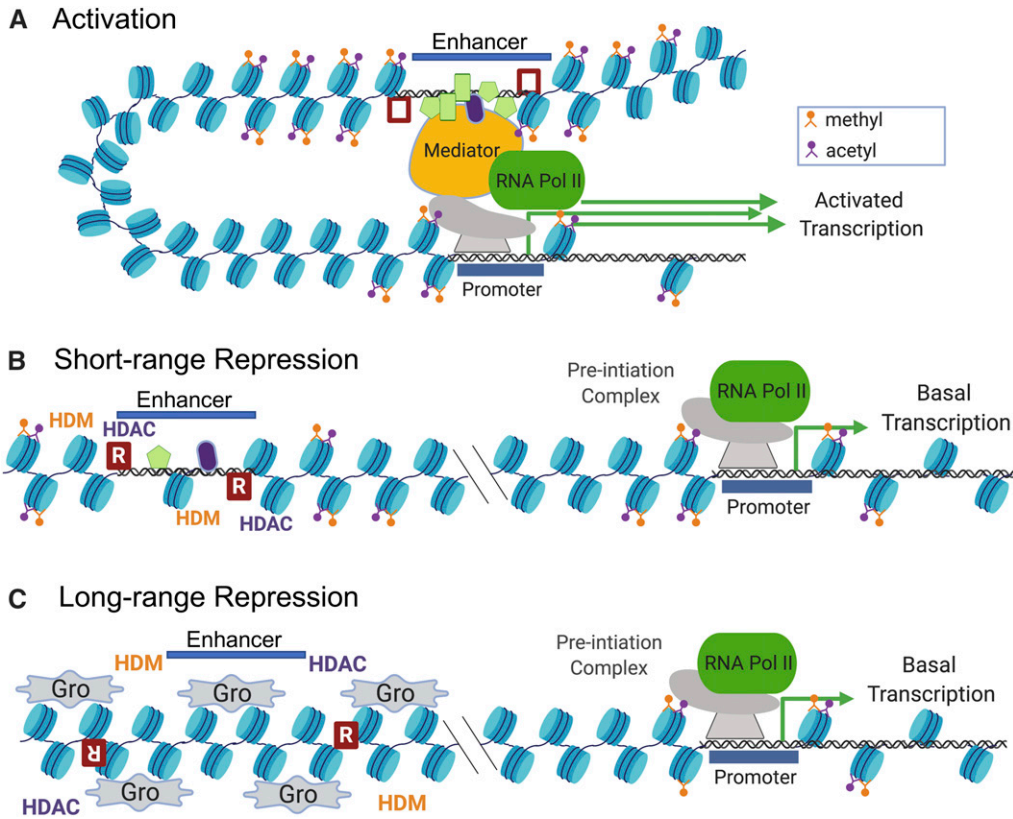 A Activation
Enhancer
Mediator
RNA Pol II
methyl
acetyl
Activated
Transcription
Promoter
B Short-range Repression
Enhancer
HDM
HDAC
R
R
HDM
HDAC
Pre-intiation
Complex
RNA Pol II
Basal
Transcription
Promoter
C Long-range Repression
Enhancer
HDM
HDAC
Gro
Gro
Gro
R
R
Gro
Gro
HDAC
HDM
Pre-intiation
Complex
RNA Pol II
Basal
Transcription
Promoter